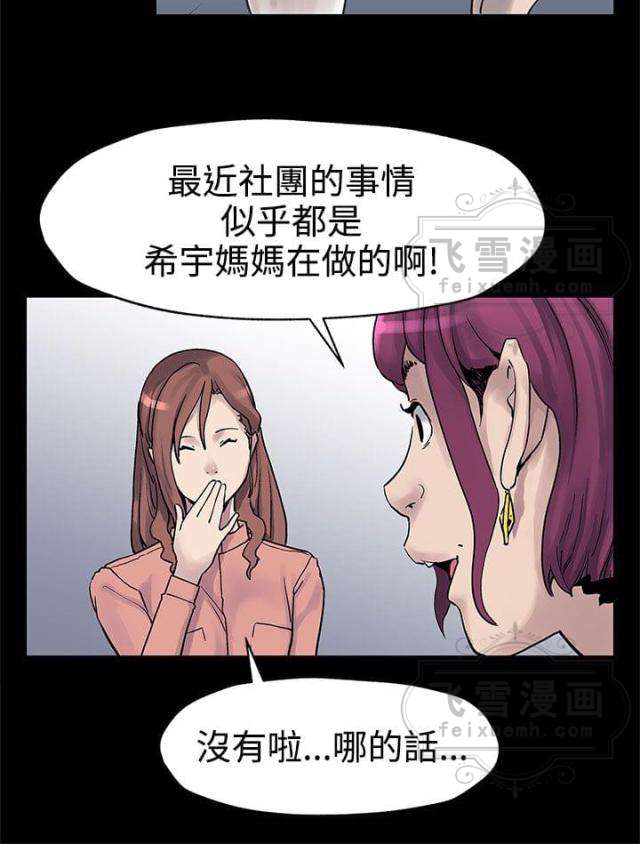 最近社團的事情
似乎都是
希宇媽媽在做的啊!
飞雪漫画
feixuemh.com
沒有啦...哪的話...
飞雪漫画
feixuemh.com